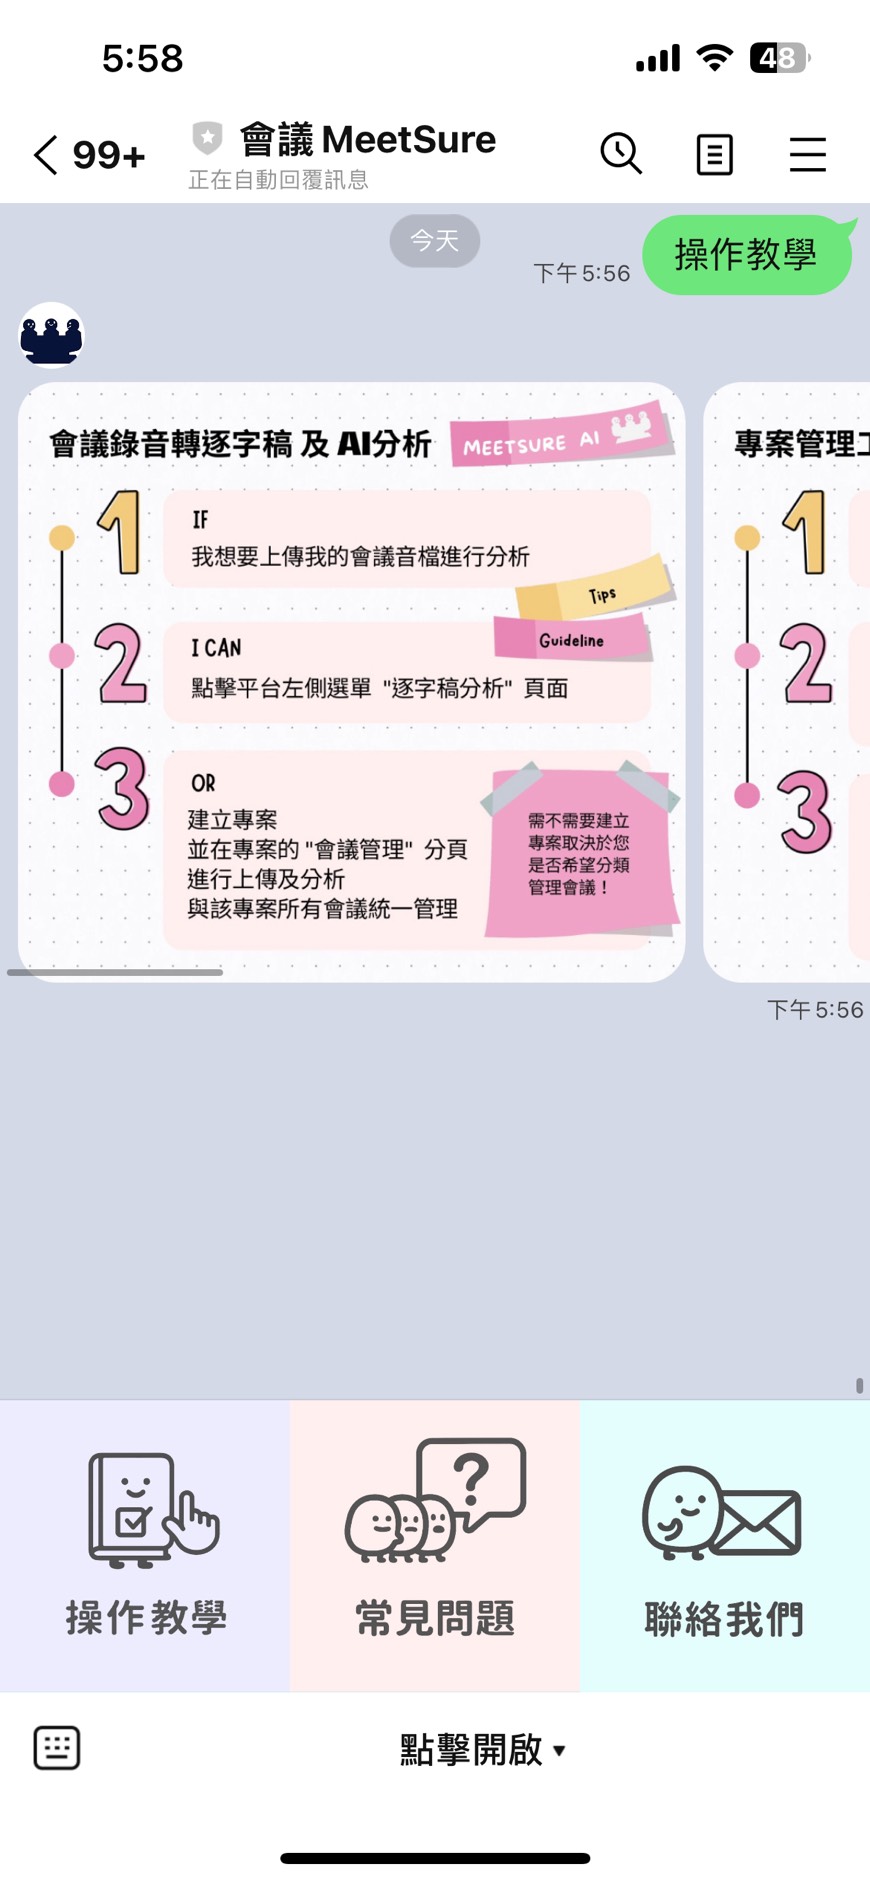 5:58
48
99+
會議 MeetSure
正在自動回覆訊息
今天
下午 5:56
操作教學
會議錄音轉逐字稿 及 AI分析
MEETSURE AI
1
IF
我想要上傳我的會議音檔進行分析
Tips
Guideline
2
I CAN
點擊平台左側選單 "逐字稿分析" 頁面
3
OR
建立專案
並在專案的 "會議管理" 分頁
進行上傳及分析
與該專案所有會議統一管理
需不需要建立
專案取決於您
是否希望分類
管理會議！
專案管理
1
2
3
下午 5:56
?
操作教學
常見問題
聯絡我們
點擊開啟 ▾